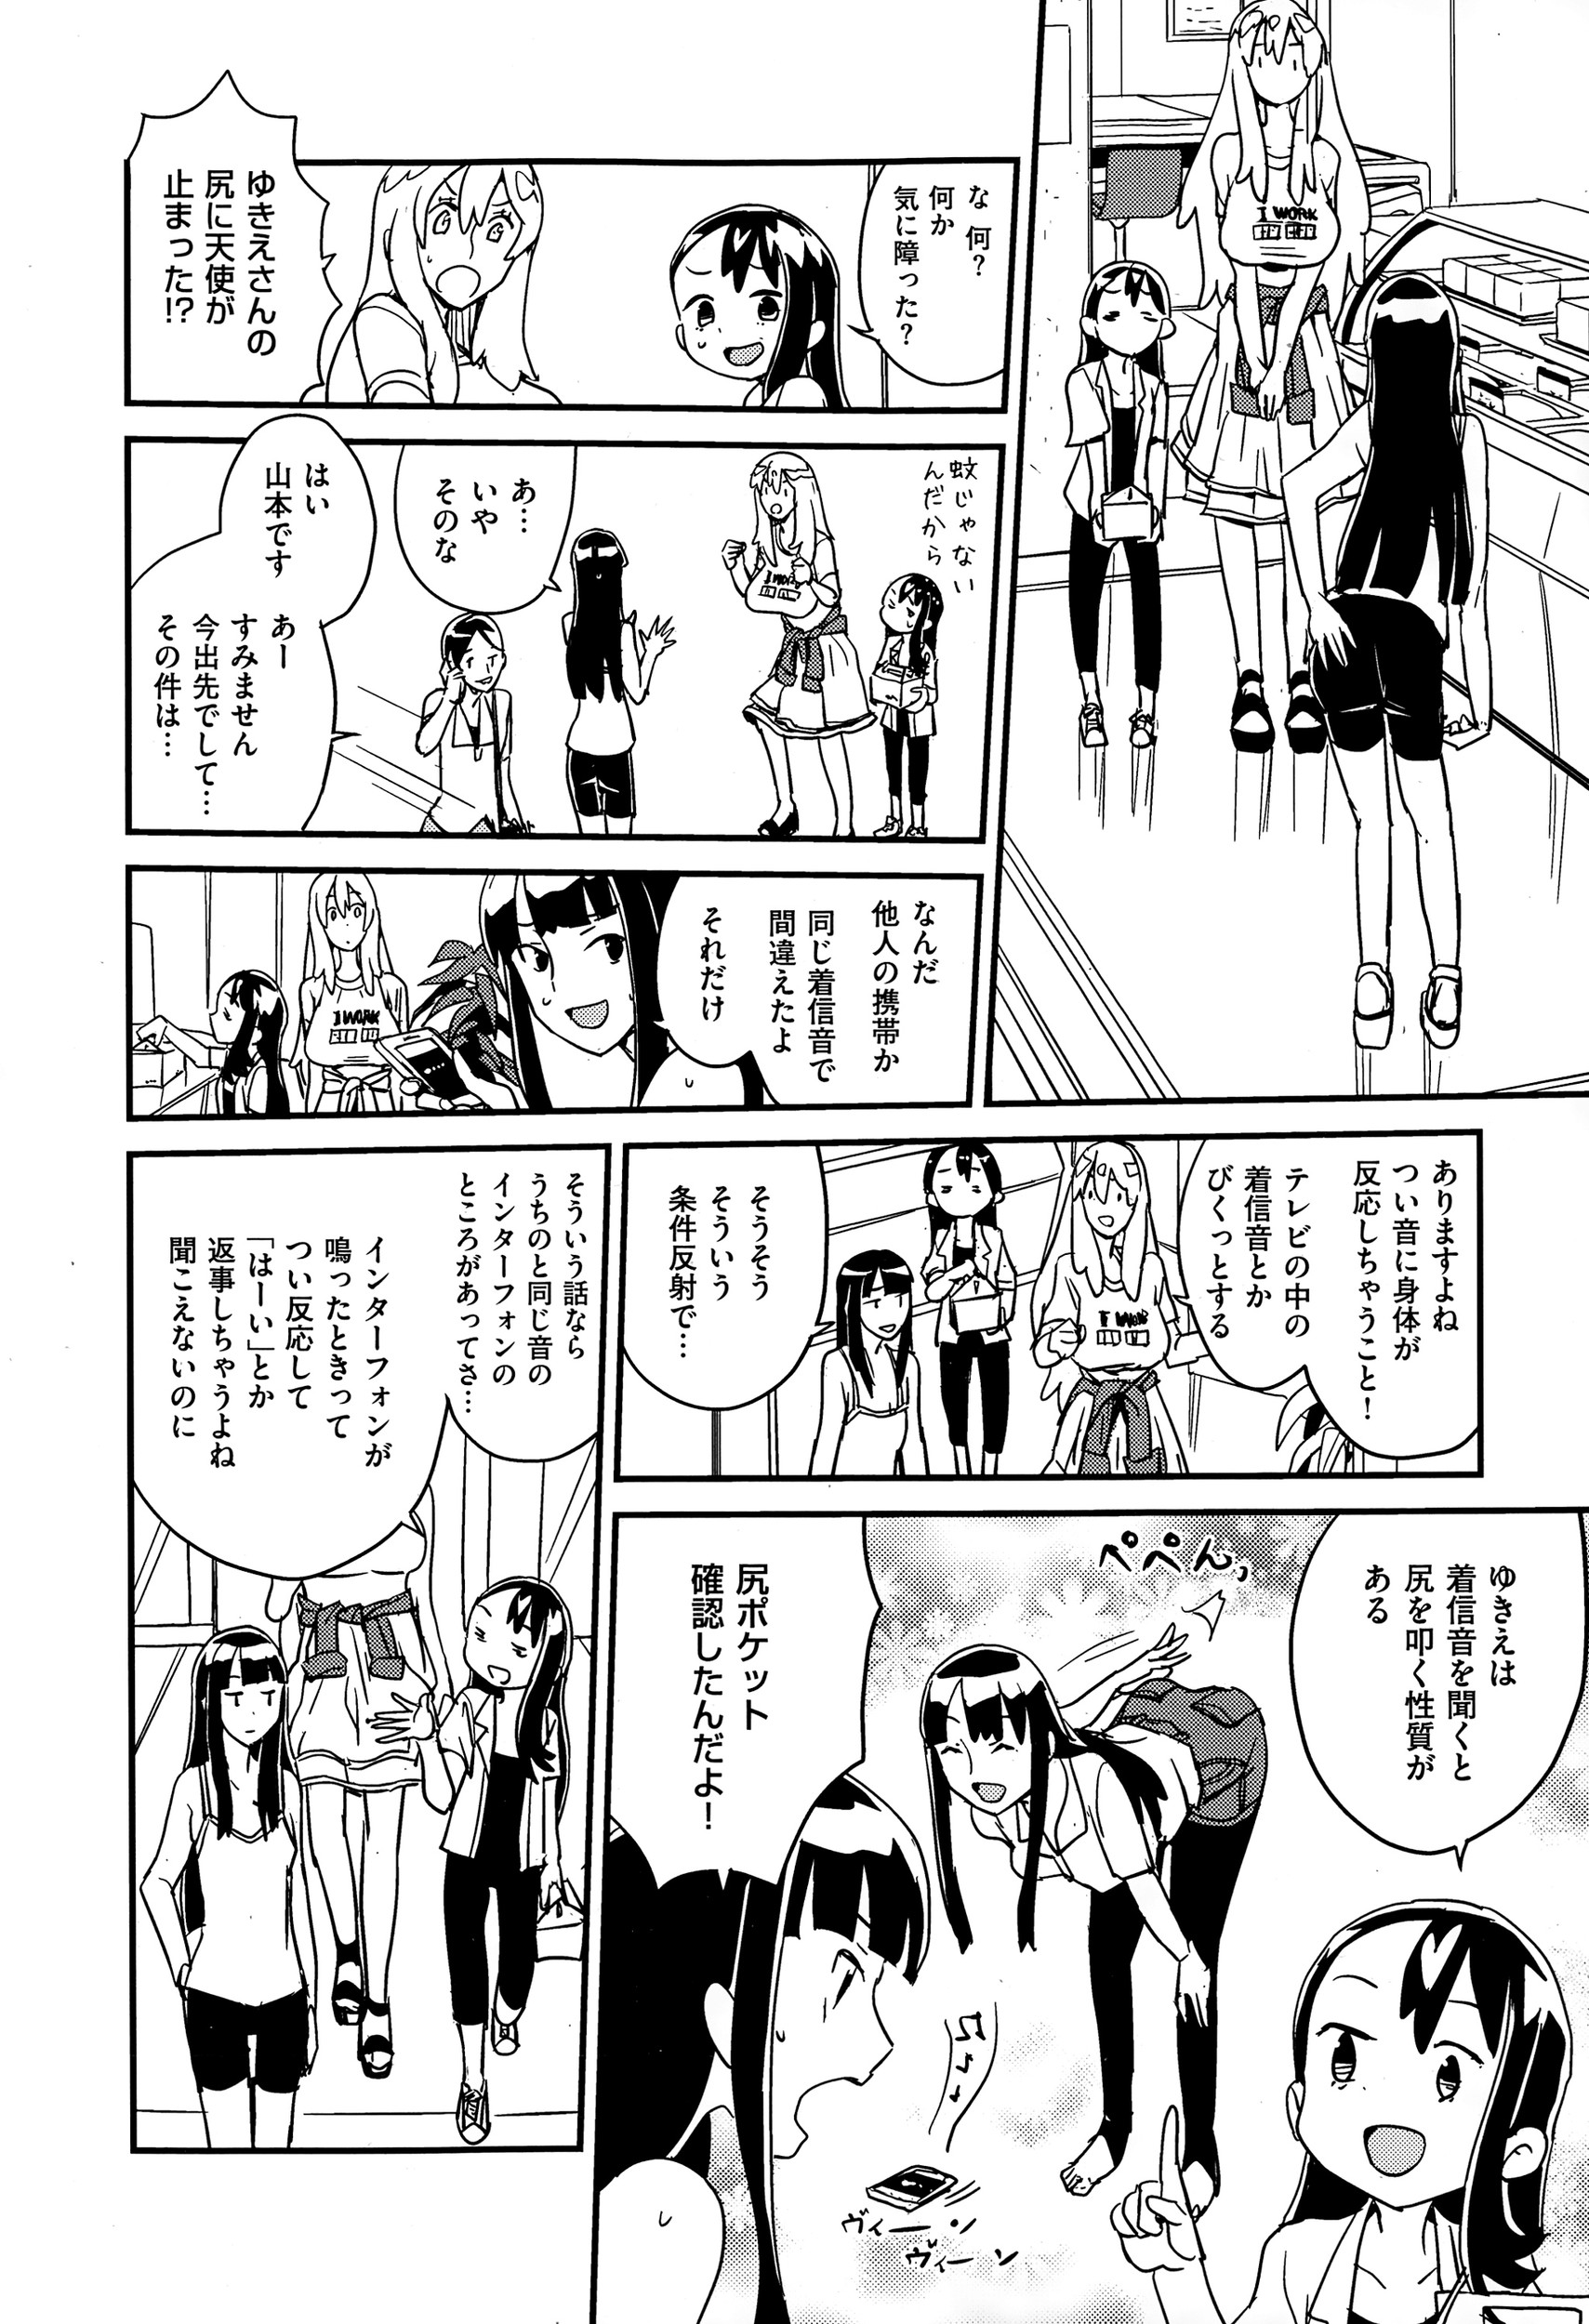 I WORK
な 何?
何か
気に障った?
ゆきえさんの
尻に天使が
止まった!?
蚊じゃない
んだから
あ…
いや
そのな
はい
山本です
あー
すみません
今出先でして…
その件は…
なんだ
他人の携帯か
同じ着信音で
間違えたよ
それだけ
I WORK
ありますよね
つい音に身体が
反応しちゃうこと!
テレビの中の
着信音とか
びくっとする
そうそう
そういう
条件反射で…
そういう話なら
うちのと同じ音の
インターフォンの
ところがあってさ…
インターフォンが
鳴ったときって
つい反応して
「はーい」とか
返事しちゃうよね
聞こえないのに
ゆきえは
着信音を聞くと
尻を叩く性質が
ある
ぺぺんっ
尻ポケット
確認したんだよ!
ヴィーン
ヴィーン